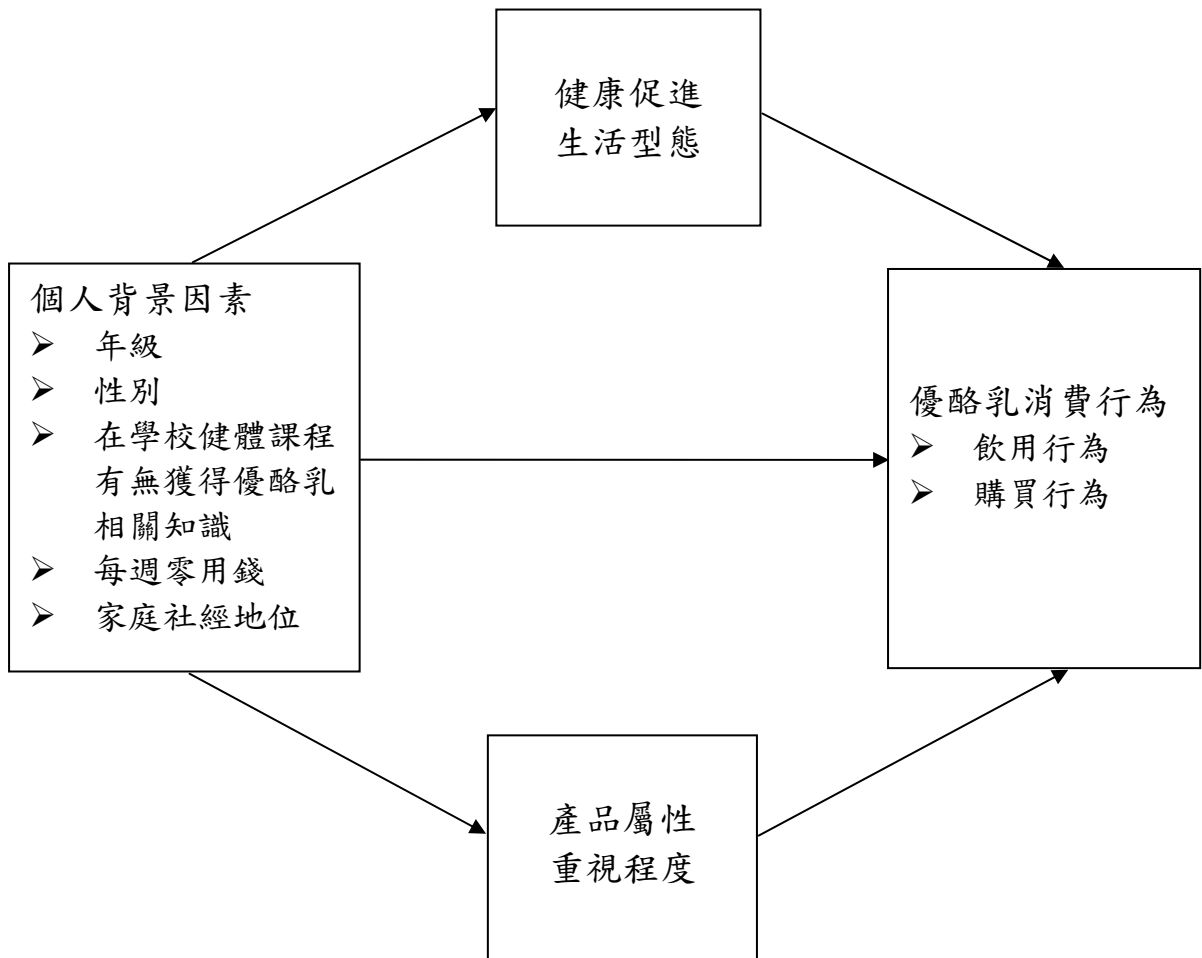 健康促進
生活型態
個人背景因素
➢ 年級
➢ 性別
➢ 在學校健體課程
有無獲得優酪乳
相關知識
➢ 每週零用錢
➢ 家庭社經地位
優酪乳消費行為
➢ 飲用行為
➢ 購買行為
產品屬性
重視程度